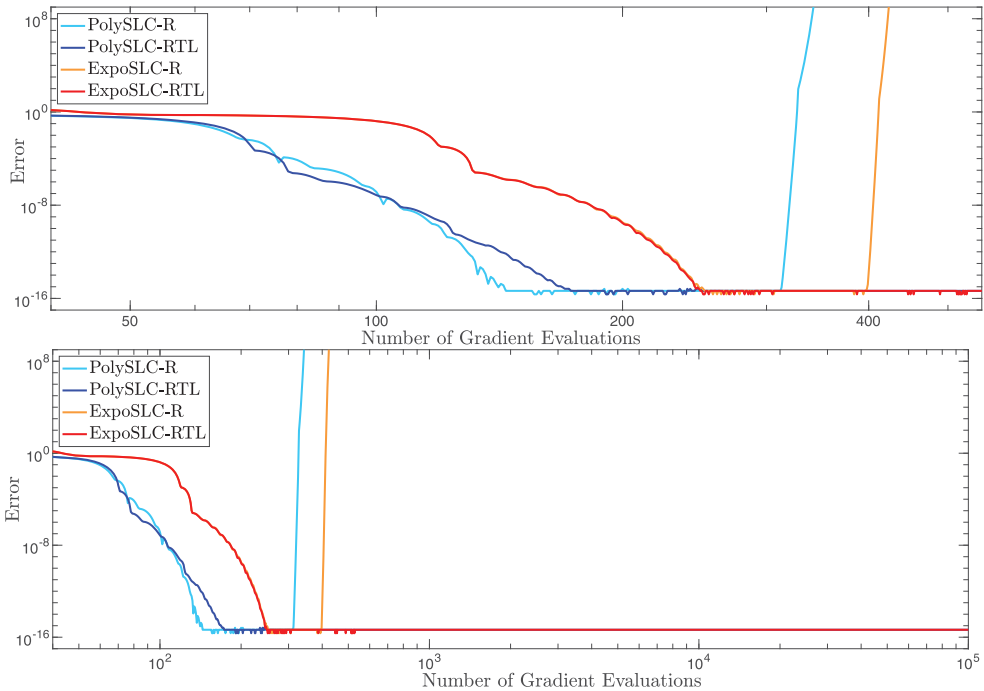 10^8
10^0
10^-8
10^-16
Error
PolySLC-R
PolySLC-RTL
ExpoSLC-R
ExpoSLC-RTL
50 100 200 400
Number of Gradient Evaluations
10^8
10^0
10^-8
10^-16
Error
PolySLC-R
PolySLC-RTL
ExpoSLC-R
ExpoSLC-RTL
10^2 10^3 10^4 10^5
Number of Gradient Evaluations